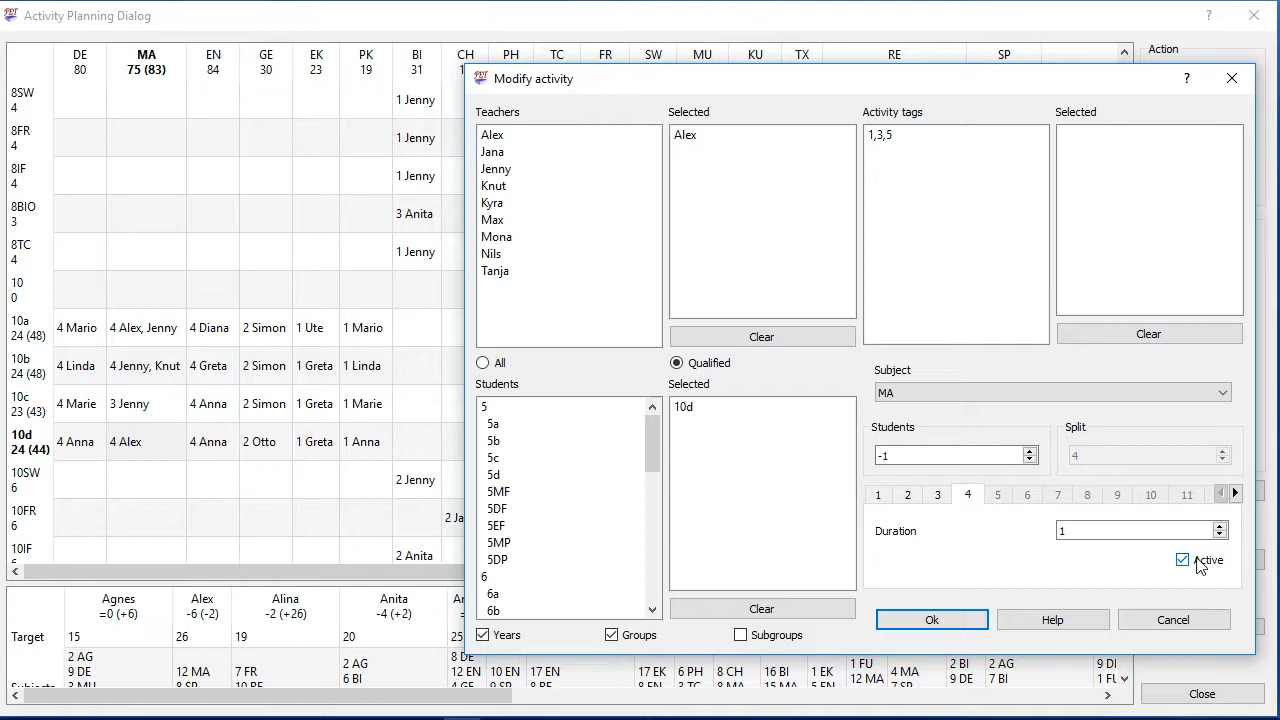 Activity Planning Dialog
DE MA EN GE EK PK BI CH PH TC FR SW MU KU TX RE SP
80 75 (83) 84 30 23 19 31
Action
8SW
4
1 Jenny
8FR
4
1 Jenny
8IF
4
1 Jenny
8BIO
3
3 Anita
8TC
4
1 Jenny
10
0
10a
24 (48)
4 Mario 4 Alex, Jenny 4 Diana 2 Simon 1 Ute 1 Mario
10b
24 (48)
4 Linda 4 Jenny, Knut 4 Greta 2 Simon 1 Greta 1 Linda
10c
23 (43)
4 Marie 3 Jenny 4 Anna 2 Simon 1 Greta 1 Marie
10d
24 (44)
4 Anna 4 Alex 4 Anna 2 Otto 1 Greta 1 Anna
10SW
6
2 Jenny
10FR
6
10IF
2 Anita
Agnes Alex Alina Anita
=0 (+6) -6 (-2) -2 (+26) -4 (+2)
Target 15 26 19 20 25
2 AG
9 DE
12 MA
7 FR
2 AG
6 BI
12 EN
10 EN
17 EN
17 EK
6 PH
8 CH
16 BI
1 EK
1 FU
12 MA
4 MA
2 BI
9 DE
2 AG
7 BI
Close
Modify activity
Teachers
Alex
Jana
Jenny
Knut
Kyra
Max
Mona
Nils
Tanja
Selected
Alex
Clear
Activity tags
1,3,5
Selected
Clear
All
Qualified
Students
5
5a
5b
5c
5d
5MF
5DF
5EF
5MP
5DP
6
6a
6b
Selected
10d
Clear
Years
Groups
Subgroups
Subject
MA
Students
-1
Split
4
1 2 3 4 5 6 7 8 9 10 11
Duration
1
Active
Ok
Help
Cancel